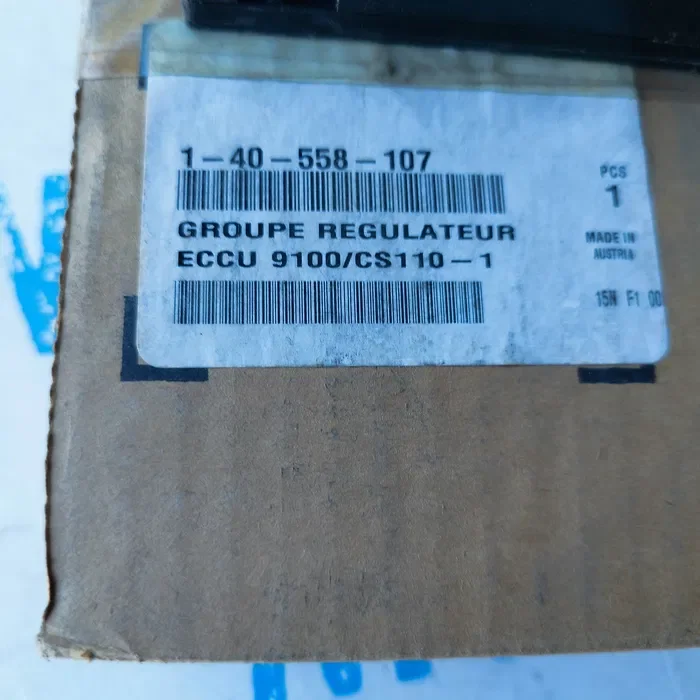 1-40-558-107
PCS
1
GROUPE REGULATEUR
MADE IN
AUSTRIA
ECCU 9100/CS110-1